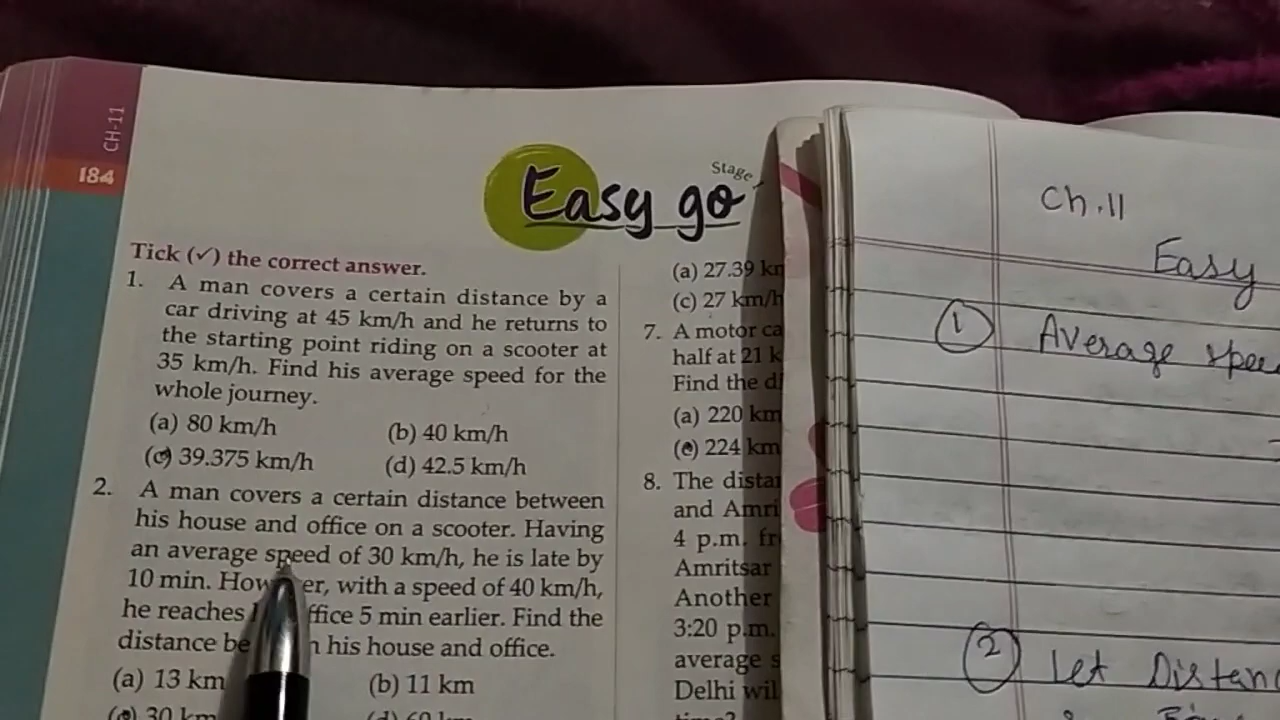 CH-11
184
Stage
Easy go
Tick (✓) the correct answer.
1. A man covers a certain distance by a
car driving at 45 km/h and he returns to
the starting point riding on a scooter at
35 km/h. Find his average speed for the
whole journey.
(a) 80 km/h (b) 40 km/h
(c) 39.375 km/h (d) 42.5 km/h
2. A man covers a certain distance between
his house and office on a scooter. Having
an average speed of 30 km/h, he is late by
10 min. However, with a speed of 40 km/h,
he reaches office 5 min earlier. Find the
distance his house and office.
(a) 13 km (b) 11 km
30 km (d) 60
(a) 27.39
(c) 27 km/h
7. A motor
half at 21
Find the
(a) 220 km
(c) 224 km
8. The
and
4 p.m.
Amritsar
Another
3:20 p.m.
average
Delhi
time?
Ch.11
Easy
1 Average
2 Let